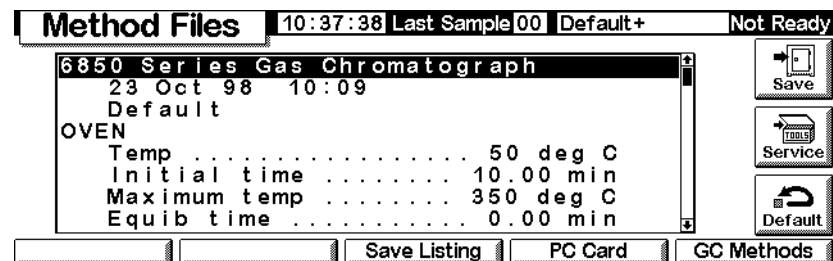 Method Files 10:37:38 Last Sample 00 Default+ Not Ready
6850 Series Gas Chromatograph
23 Oct 98 10:09
Default
OVEN
Temp .................. 50 deg C
Initial time ........ 10.00 min
Maximum temp ........ 350 deg C
Equib time ........... 0.00 min
Save
TOOLS
Service
Default
Save Listing PC Card GC Methods